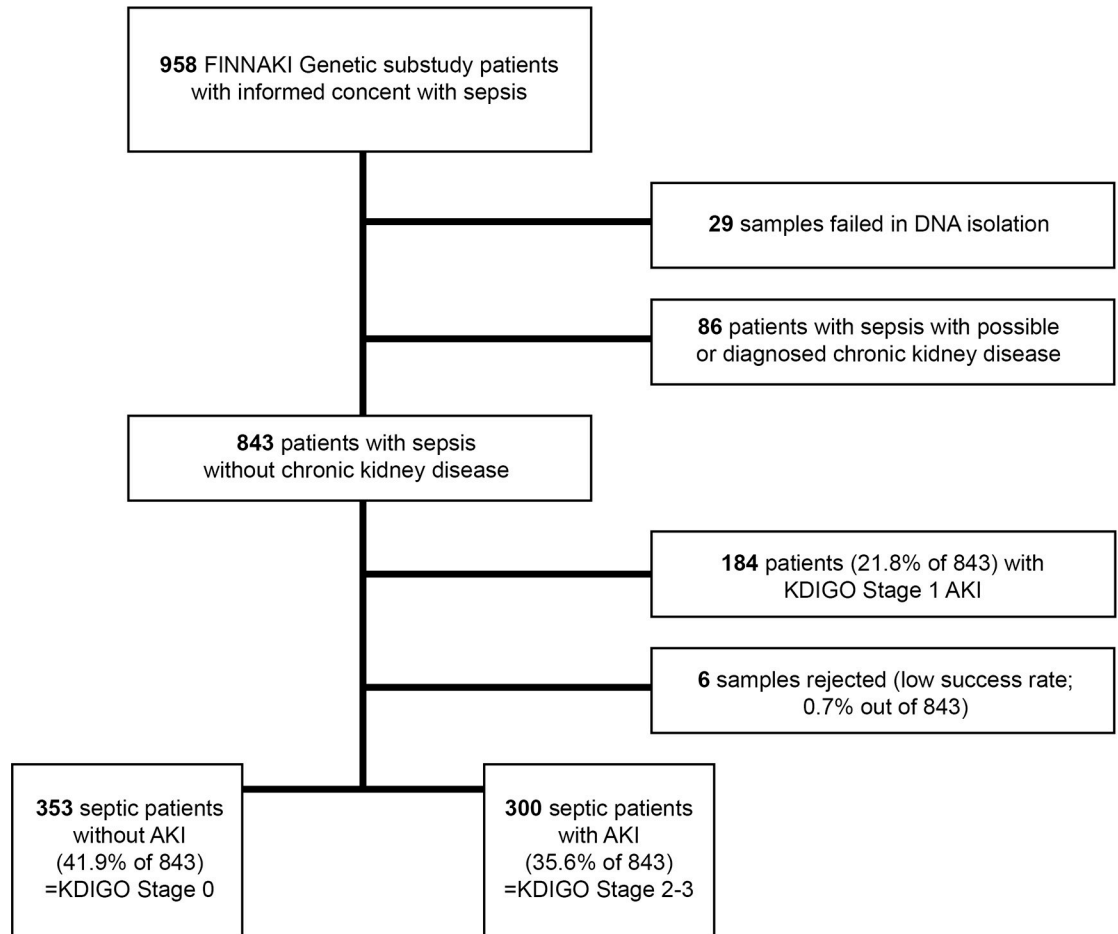 958 FINNAKI Genetic substudy patients
with informed concent with sepsis
29 samples failed in DNA isolation
86 patients with sepsis with possible
or diagnosed chronic kidney disease
843 patients with sepsis
without chronic kidney disease
184 patients (21.8% of 843) with
KDIGO Stage 1 AKI
6 samples rejected (low success rate;
0.7% out of 843)
353 septic patients
without AKI
(41.9% of 843)
=KDIGO Stage 0
300 septic patients
with AKI
(35.6% of 843)
=KDIGO Stage 2-3